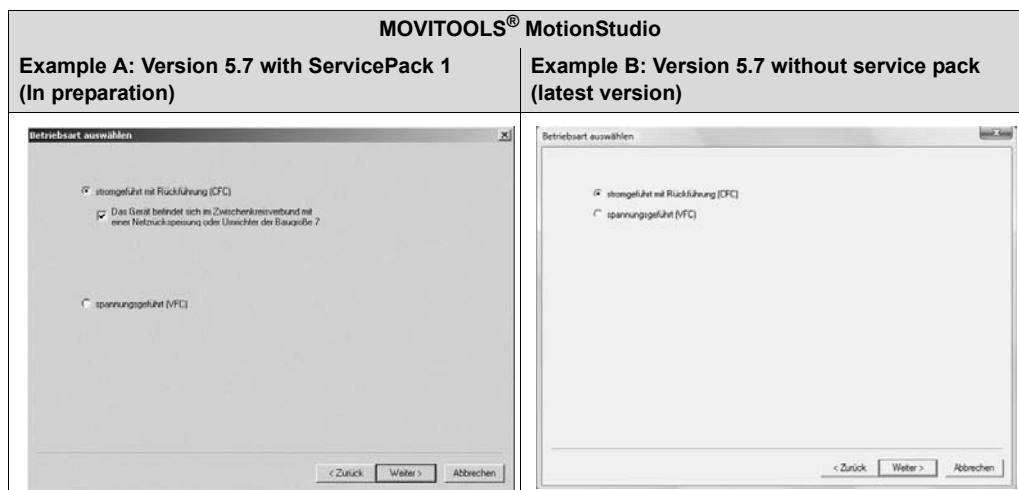 MOVITOOLS® MotionStudio
Example A: Version 5.7 with ServicePack 1
(In preparation)
Example B: Version 5.7 without service pack
(latest version)
Betriebsart auswählen
stromgeführt mit Rückführung (CFC)
Das Gerät befindet sich im Zwischenkreisverbund mit
einer Netzrückspeisung oder Umrichter der Baugröße 7
spannungsgeführt (VFC)
< Zurück Weiter > Abbrechen
Betriebsart auswählen
stromgeführt mit Rückführung (CFC)
spannungsgeführt (VFC)
< Zurück Weiter > Abbrechen